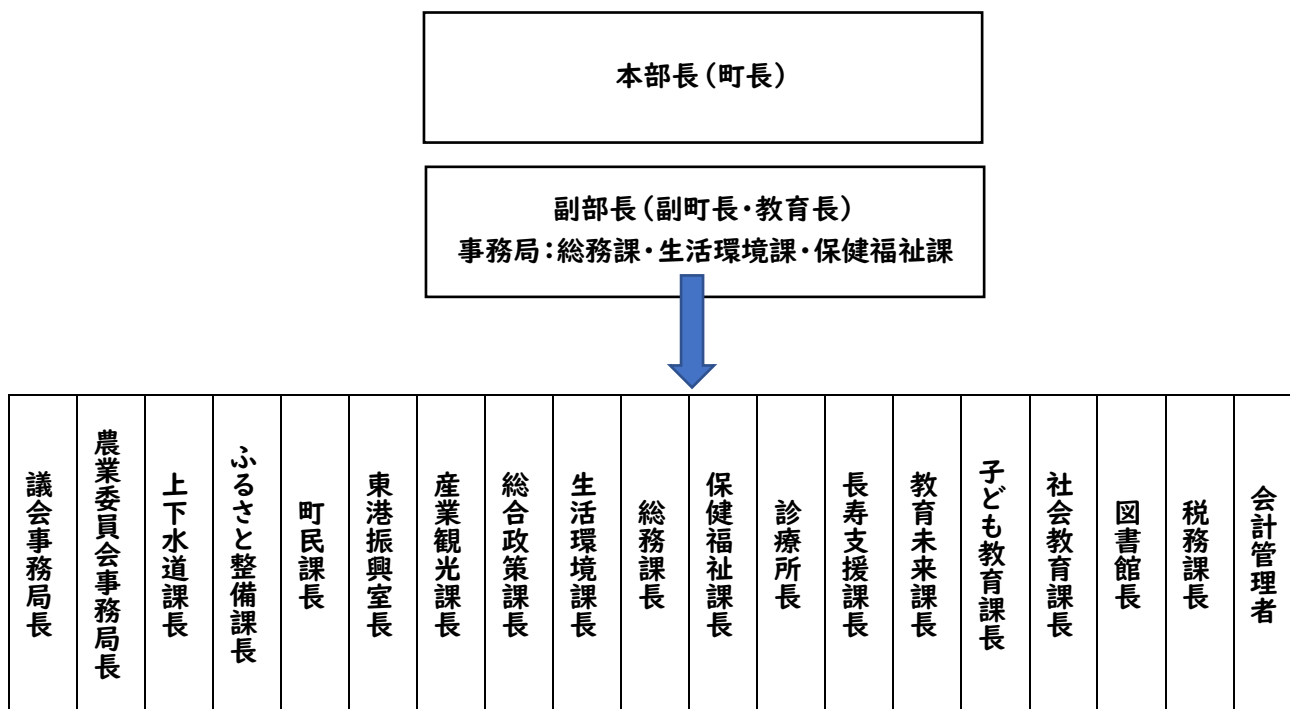 本部長（町長）
副部長（副町長・教育長）
事務局：総務課・生活環境課・保健福祉課
議会事務局長
農業委員会事務局長
上下水道課長
ふるさと整備課長
町民課長
東港振興室長
産業観光課長
総合政策課長
生活環境課長
総務課長
保健福祉課長
診療所長
長寿支援課長
教育未来課長
子ども教育課長
社会教育課長
図書館長
税務課長
会計管理者